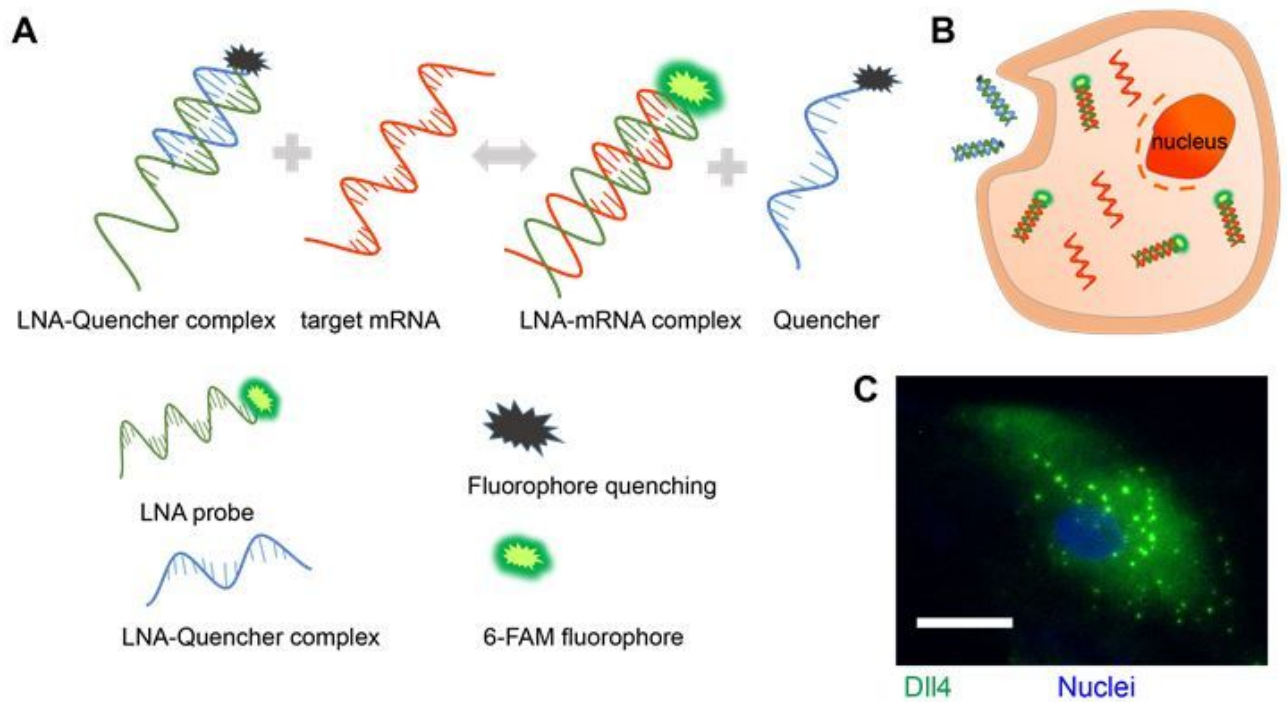 A
B
nucleus
LNA-Quencher complex
target mRNA
LNA-mRNA complex
Quencher
LNA probe
Fluorophore quenching
LNA-Quencher complex
6-FAM fluorophore
C
Dll4
Nuclei